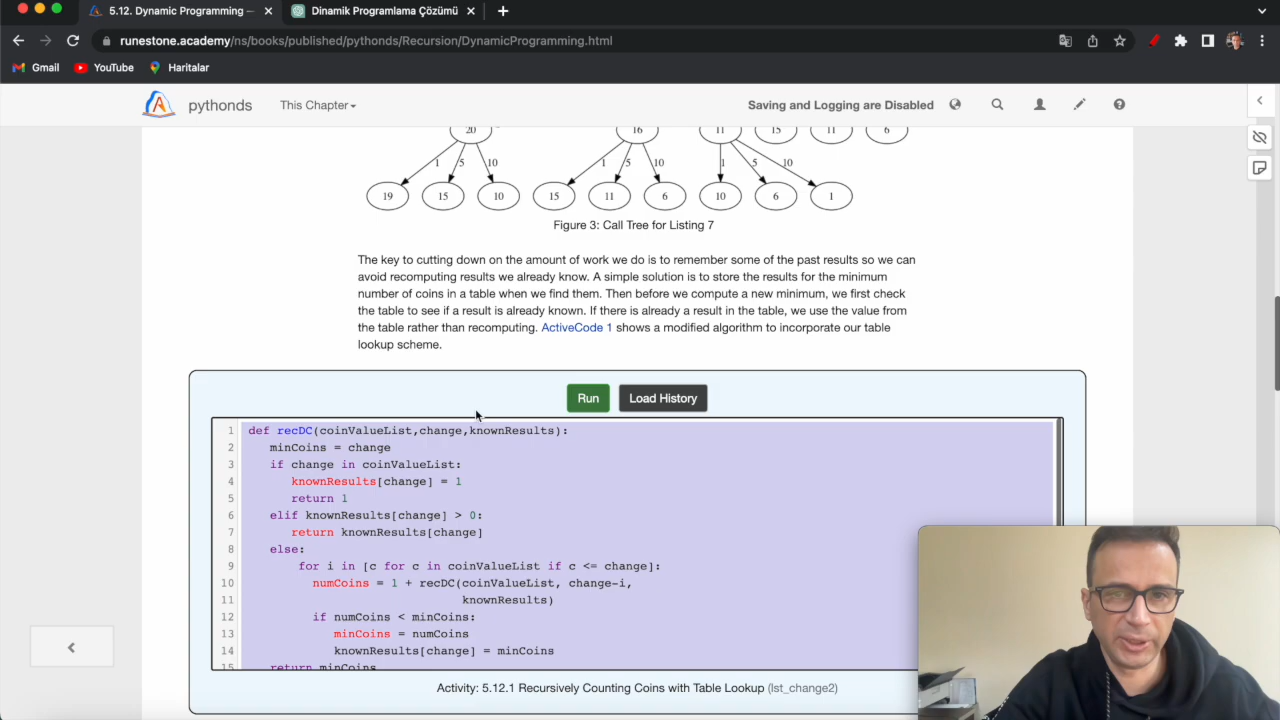 5.12. Dynamic Programming —
Dinamik Programlama Çözümü
runestone.academy/ns/books/published/pythonds/Recursion/DynamicProgramming.html
Gmail YouTube Haritalar
pythonds This Chapter Saving and Logging are Disabled
20 16 11 15 11 6
1 5 10 1 5 10 1 5 10
19 15 10 15 11 6 10 6 1
Figure 3: Call Tree for Listing 7
The key to cutting down on the amount of work we do is to remember some of the past results so we can
avoid recomputing results we already know. A simple solution is to store the results for the minimum
number of coins in a table when we find them. Then before we compute a new minimum, we first check
the table to see if a result is already known. If there is already a result in the table, we use the value from
the table rather than recomputing. ActiveCode 1 shows a modified algorithm to incorporate our table
lookup scheme.
Run Load History
1 def recDC(coinValueList,change,knownResults):
2 minCoins = change
3 if change in coinValueList:
4 knownResults[change] = 1
5 return 1
6 elif knownResults[change] > 0:
7 return knownResults[change]
8 else:
9 for i in [c for c in coinValueList if c <= change]:
10 numCoins = 1 + recDC(coinValueList, change-i,
11 knownResults)
12 if numCoins < minCoins:
13 minCoins = numCoins
14 knownResults[change] = minCoins
15 return minCoins
Activity: 5.12.1 Recursively Counting Coins with Table Lookup (lst_change2)